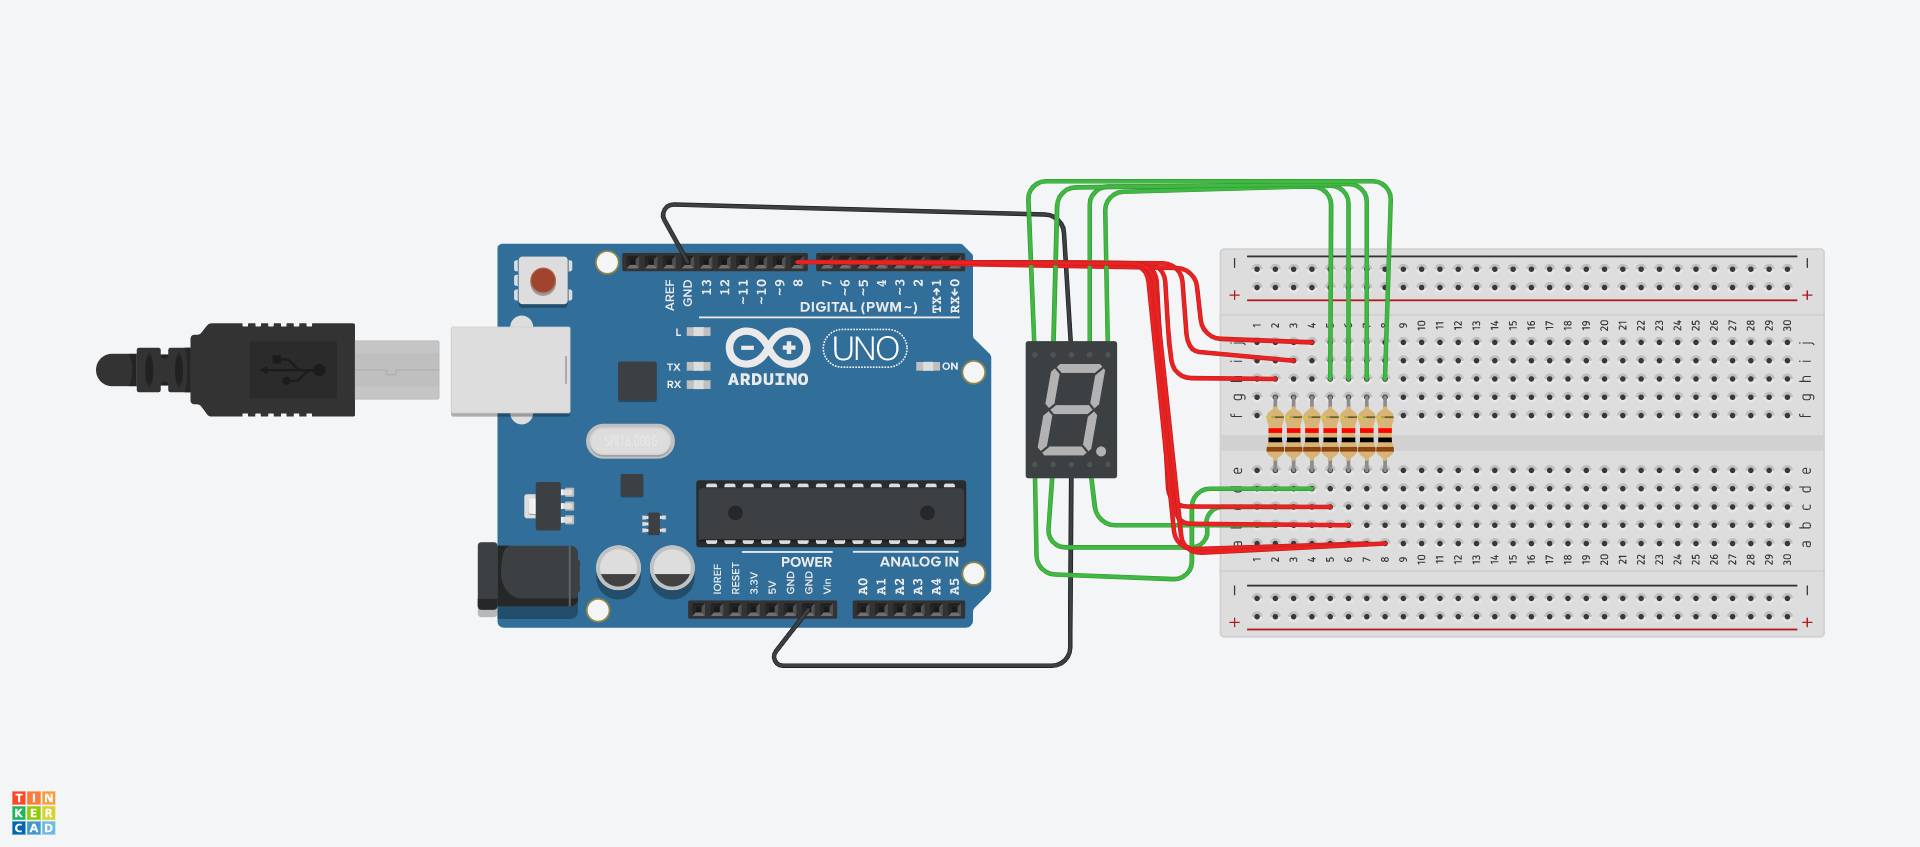 AREF
GND
13
12
~11
~10
~9
8
7
~6
~5
4
~3
2
TX→1
RX←0
DIGITAL (PWM~)
L
TX
RX
ARDUINO
UNO
ON
SPK16.000G
POWER
ANALOG IN
IOREF
RESET
3.3V
5V
GND
GND
Vin
A0
A1
A2
A3
A4
A5
1 2 3 4 5 6 7 8 9 10 11 12 13 14 15 16 17 18 19 20 21 22 23 24 25 26 27 28 29 30
j j
i i
h
g g
f f
e e
d
c
b
a a
1 2 3 4 5 6 7 8 9 10 11 12 13 14 15 16 17 18 19 20 21 22 23 24 25 26 27 28 29 30
TIN
KER
CAD